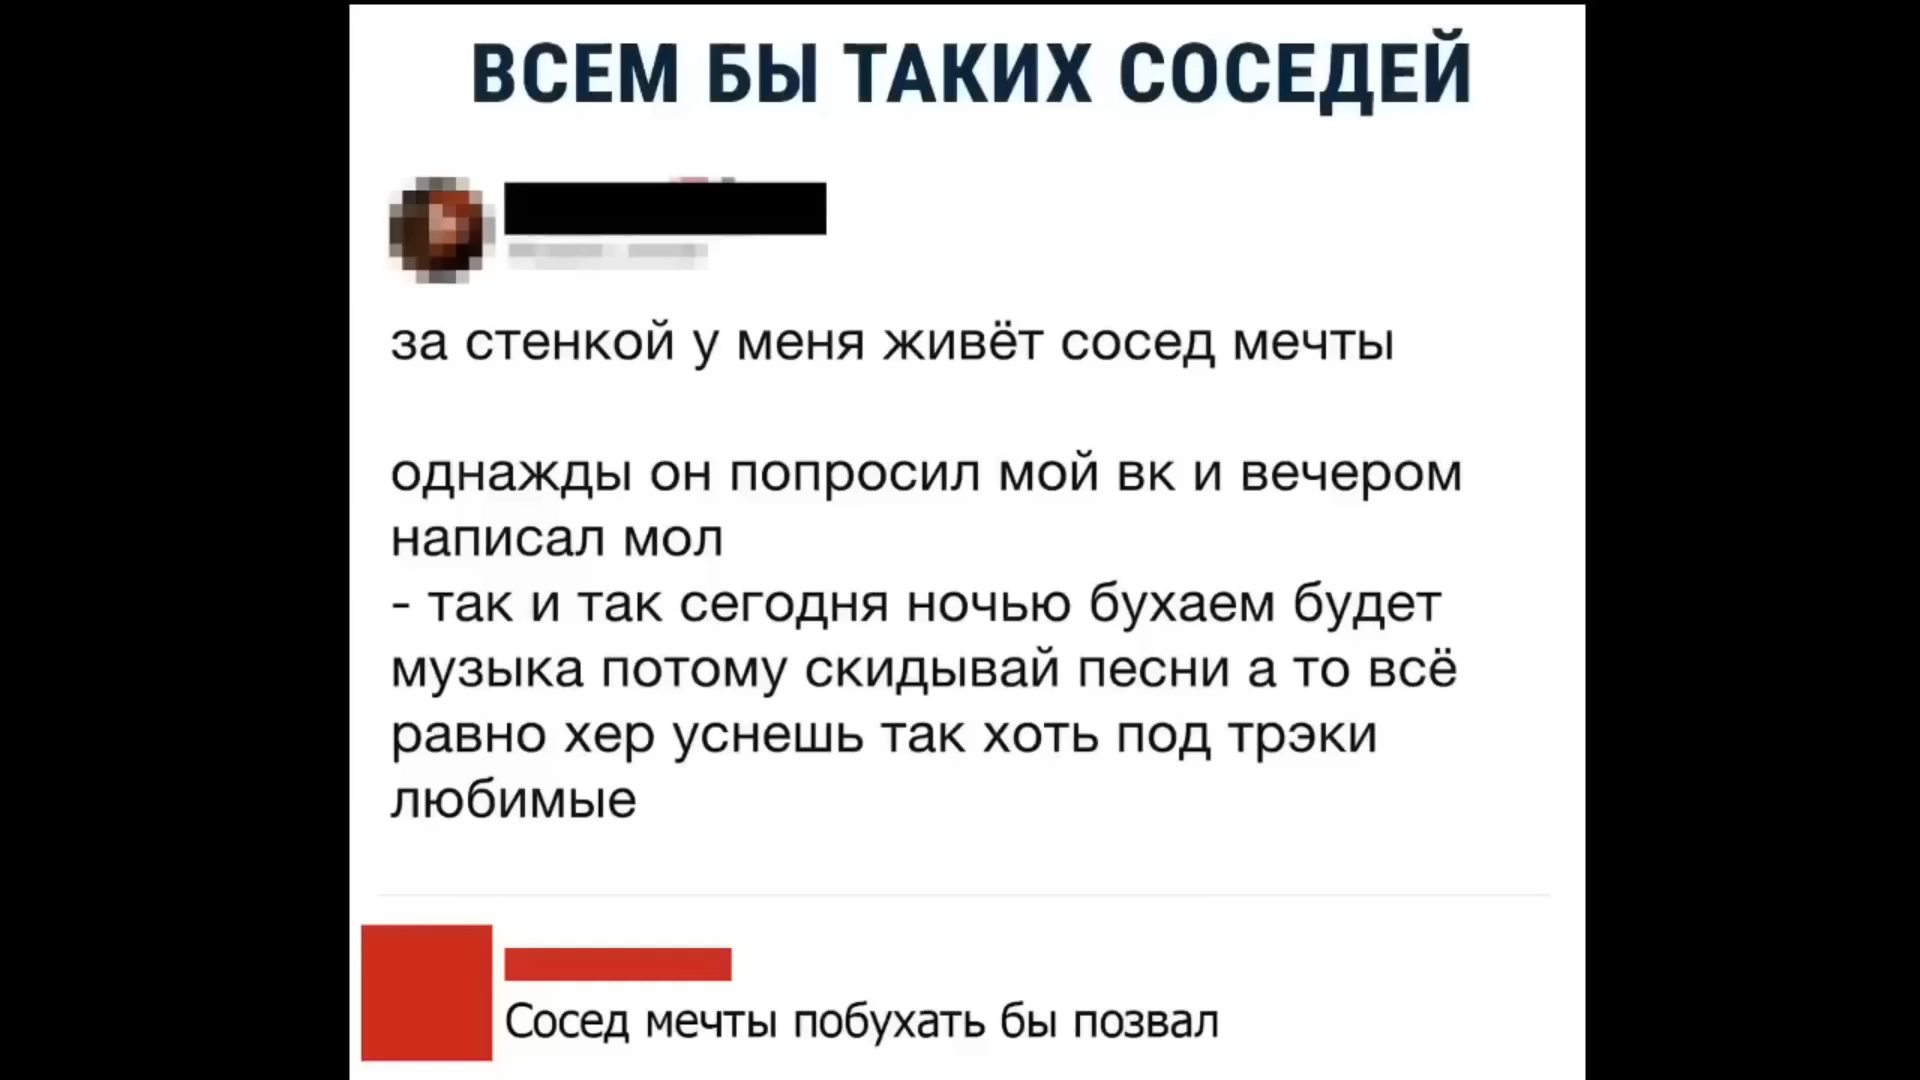 ВСЕМ БЫ ТАКИХ СОСЕДЕЙ
за стенкой у меня живёт сосед мечты
однажды он попросил мой вк и вечером
написал мол
- так и так сегодня ночью бухаем будет
музыка потому скидывай песни а то всё
равно хер уснешь так хоть под трэки
любимые
Сосед мечты побухать бы позвал